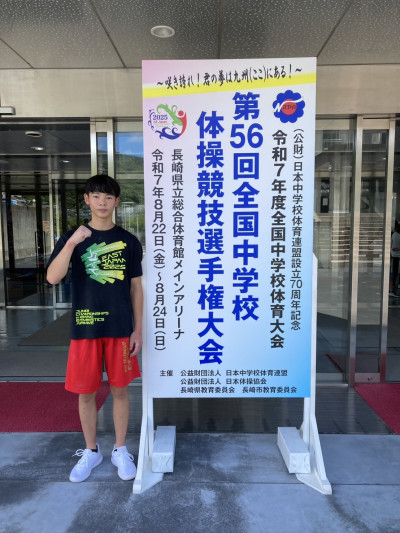 ～咲き誇れ！君の夢は九州（ここ）にある！～
（公財）日本中学校体育連盟設立70周年記念
令和7年度全国中学校体育大会
第56回全国中学校
体操競技選手権大会
長崎県立総合体育館メインアリーナ
令和7年8月22日（金）～8月24日（日）
2025
主催 公益財団法人 日本中学校体育連盟
公益財団法人 日本体操協会
長崎県教育委員会 長崎市教育委員会
EAST
JAPAN
2025